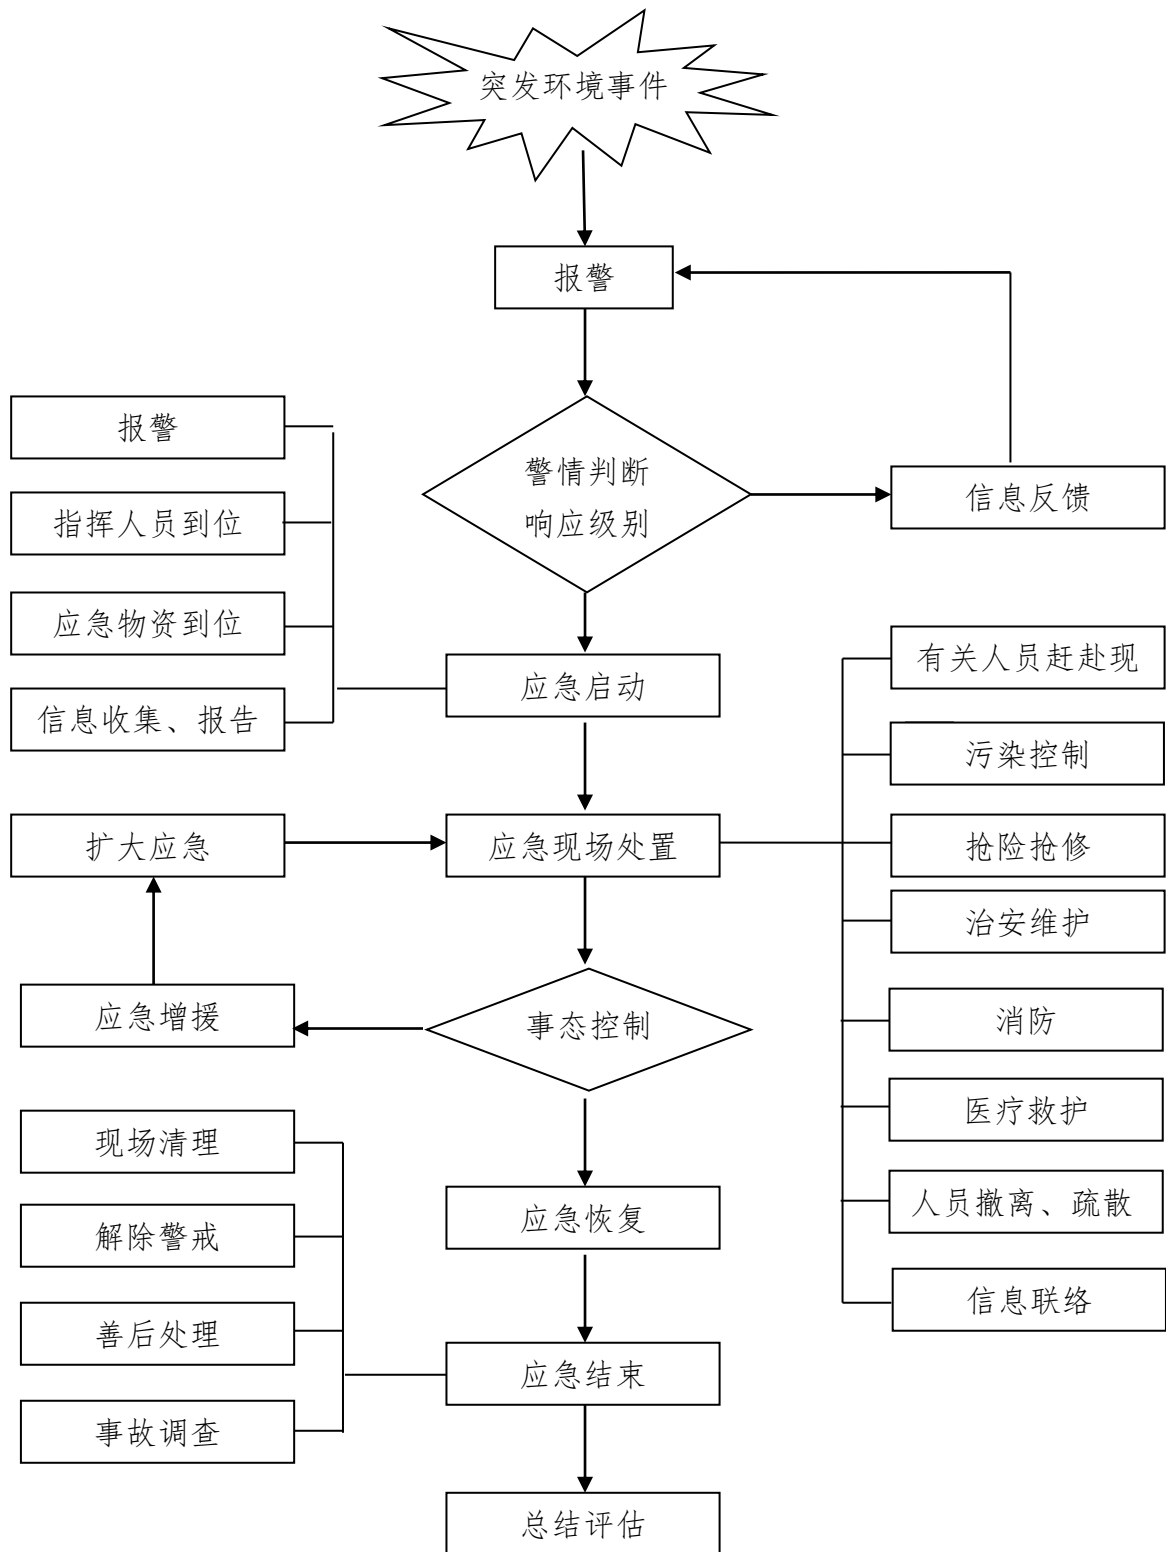 突发环境事件
报警
报警
警情判断
响应级别
信息反馈
指挥人员到位
应急物资到位
信息收集、报告
应急启动
有关人员赶赴现
污染控制
扩大应急
应急现场处置
抢险抢修
治安维护
应急增援
事态控制
消防
医疗救护
现场清理
解除警戒
应急恢复
人员撤离、疏散
信息联络
善后处理
应急结束
事故调查
总结评估